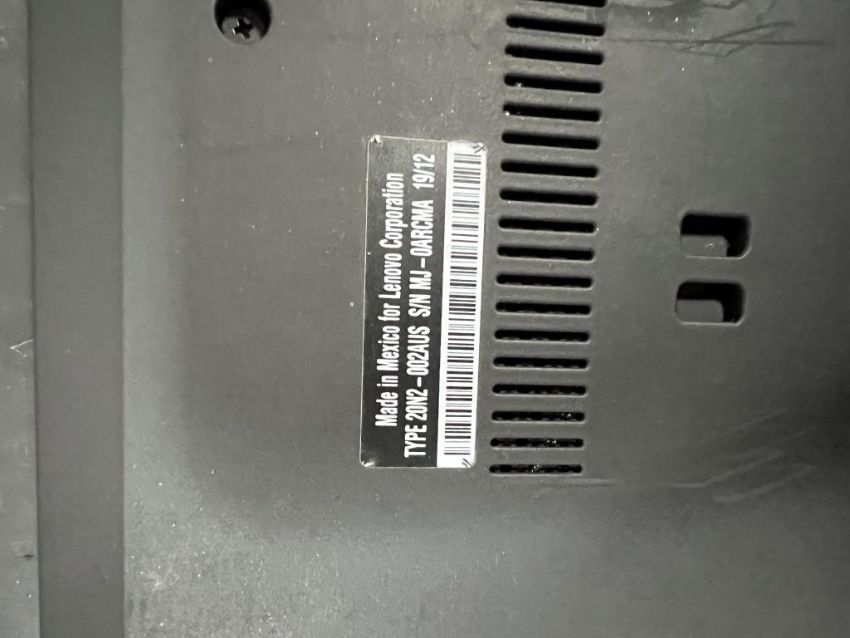 Made in Mexico for Lenovo Corporation
TYPE 20N2-002AUS S/N MJ-0ARCMA 19/12